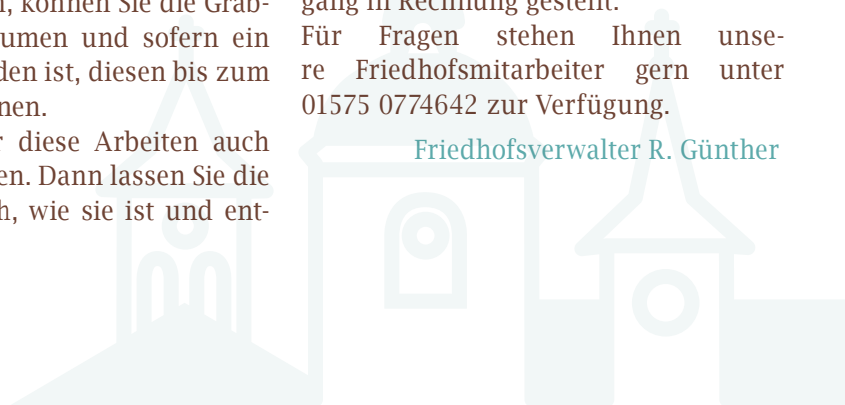 , können Sie die Grab-
umen und sofern ein
den ist, diesen bis zum
nen.
diese Arbeiten auch
en. Dann lassen Sie die
h, wie sie ist und ent-
gang in Rechnung gestellt.
Für Fragen stehen Ihnen unse-
re Friedhofsmitarbeiter gern unter
01575 0774642 zur Verfügung.
Friedhofsverwalter R. Günther